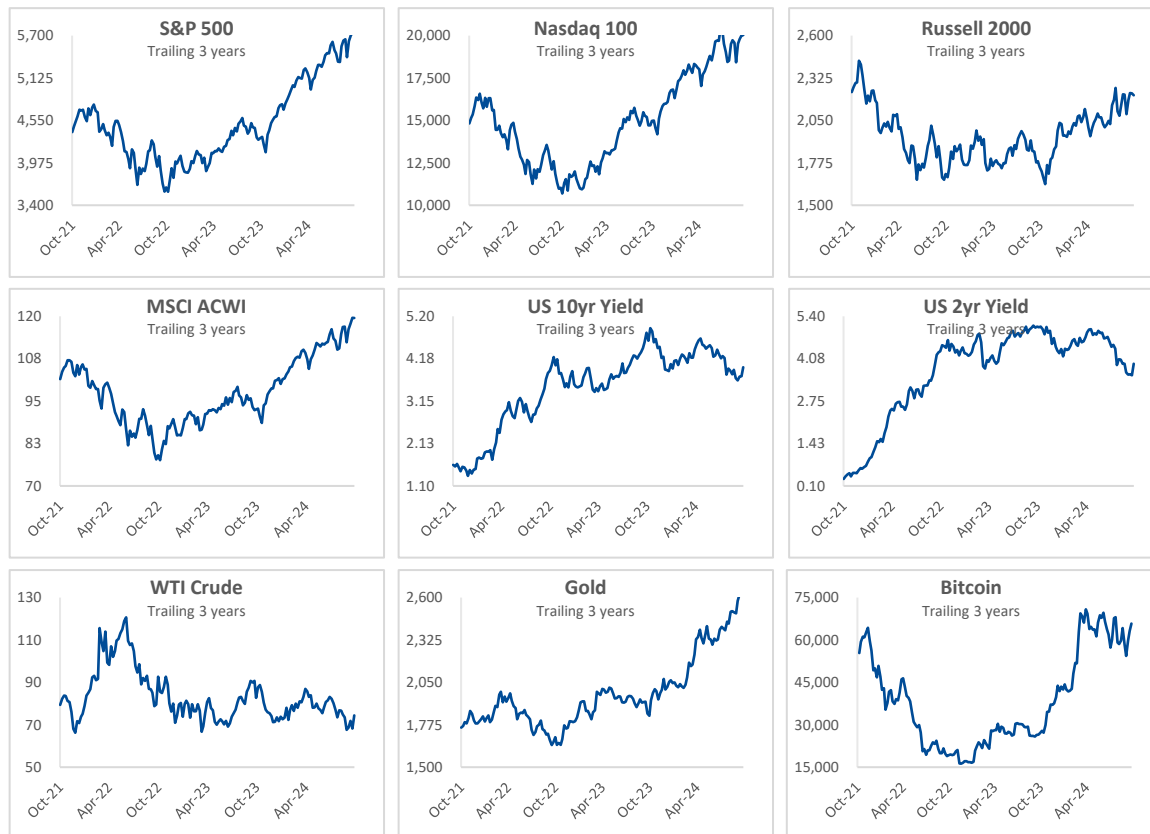 S&P 500
Trailing 3 years
5,700
5,125
4,550
3,975
3,400
Oct-21
Apr-22
Oct-22
Apr-23
Oct-23
Apr-24
Nasdaq 100
Trailing 3 years
20,000
17,500
15,000
12,500
10,000
Oct-21
Apr-22
Oct-22
Apr-23
Oct-23
Apr-24
Russell 2000
Trailing 3 years
2,600
2,325
2,050
1,775
1,500
Oct-21
Apr-22
Oct-22
Apr-23
Oct-23
Apr-24
MSCI ACWI
Trailing 3 years
120
108
95
83
70
Oct-21
Apr-22
Oct-22
Apr-23
Oct-23
Apr-24
US 10yr Yield
Trailing 3 years
5.20
4.18
3.15
2.13
1.10
Oct-21
Apr-22
Oct-22
Apr-23
Oct-23
Apr-24
US 2yr Yield
Trailing 3 years
5.40
4.08
2.75
1.43
0.10
Oct-21
Apr-22
Oct-22
Apr-23
Oct-23
Apr-24
WTI Crude
Trailing 3 years
130
110
90
70
50
Oct-21
Apr-22
Oct-22
Apr-23
Oct-23
Apr-24
Gold
Trailing 3 years
2,600
2,325
2,050
1,775
1,500
Oct-21
Apr-22
Oct-22
Apr-23
Oct-23
Apr-24
Bitcoin
Trailing 3 years
75,000
60,000
45,000
30,000
15,000
Oct-21
Apr-22
Oct-22
Apr-23
Oct-23
Apr-24